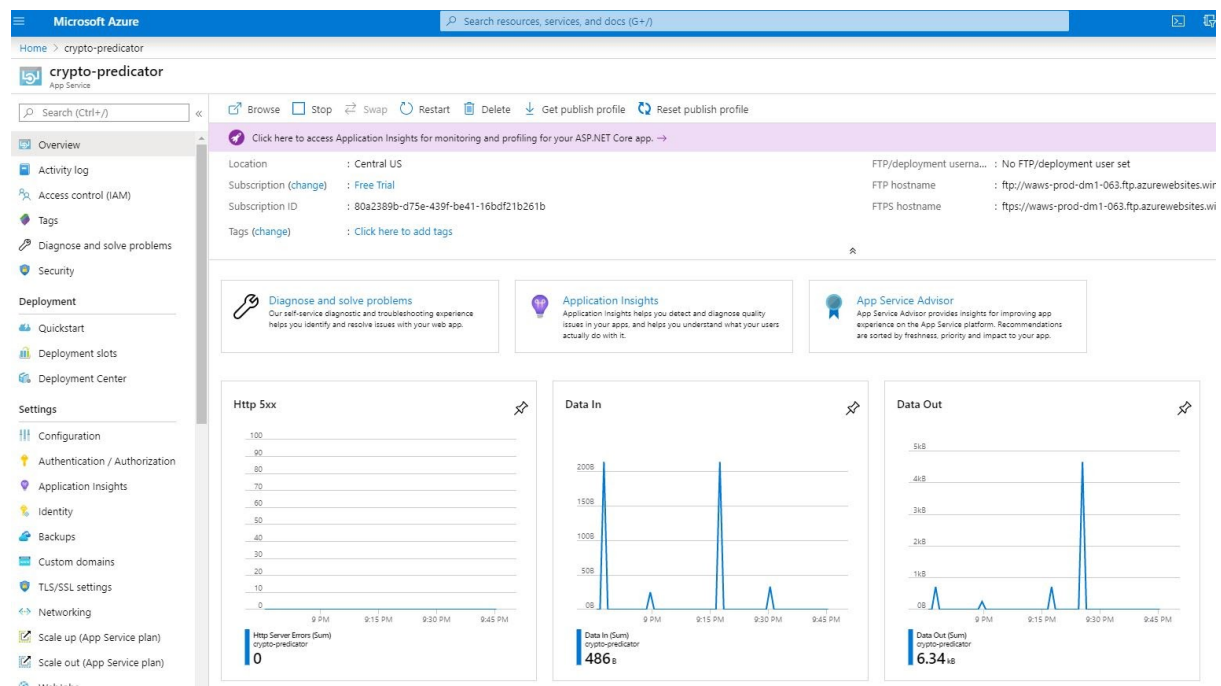 Microsoft Azure
Search resources, services, and docs (G+/)
Home > crypto-predicator
crypto-predicator
App Service
Search (Ctrl+/)
«
Overview
Activity log
Access control (IAM)
Tags
Diagnose and solve problems
Security
Deployment
Quickstart
Deployment slots
Deployment Center
Settings
Configuration
Authentication / Authorization
Application Insights
Identity
Backups
Custom domains
TLS/SSL settings
Networking
Scale up (App Service plan)
Scale out (App Service plan)
Browse Stop Swap Restart Delete Get publish profile Reset publish profile
Click here to access Application Insights for monitoring and profiling for your ASP.NET Core app. →
Location : Central US
Subscription (change) : Free Trial
Subscription ID : 80a2389b-d75e-439f-be41-16bdf21b261b
Tags (change) : Click here to add tags
FTP/deployment userna... : No FTP/deployment user set
FTP hostname : ftp://waws-prod-dm1-063.ftp.azurewebsites.win
FTPS hostname : ftps://waws-prod-dm1-063.ftp.azurewebsites.wi
Diagnose and solve problems
Our self-service diagnostic and troubleshooting experience
helps you identify and resolve issues with your web app.
Application Insights
Application Insights helps you detect and diagnose quality
issues in your apps, and helps you understand what your users
actually do with it.
App Service Advisor
App Service Advisor provides insights for improving app
experience on the App Service platform. Recommendations
are sorted by freshness, priority and impact to your app.
Http 5xx
100
90
80
70
60
50
40
30
20
10
0
9 PM 9:15 PM 9:30 PM 9:45 PM
Http Server Errors (Sum)
crypto-predicator
0
Data In
200B
150B
100B
50B
0B
9 PM 9:15 PM 9:30 PM 9:45 PM
Data In (Sum)
crypto-predicator
486 B
Data Out
5kB
4kB
3kB
2kB
1kB
0B
9 PM 9:15 PM 9:30 PM 9:45 PM
Data Out (Sum)
crypto-predicator
6.34 kB